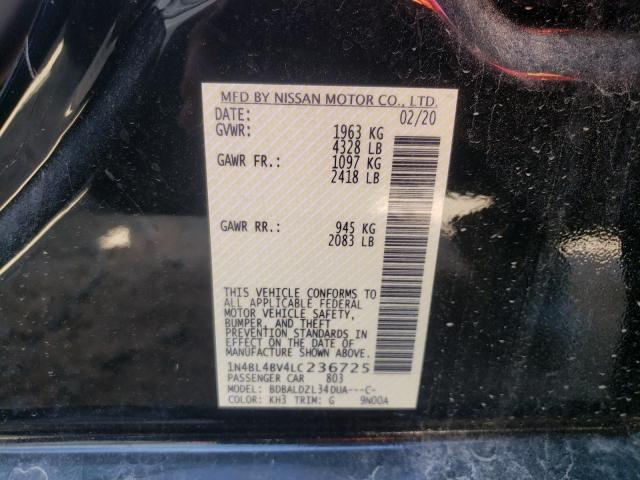 MFD BY NISSAN MOTOR CO., LTD.
DATE: 02/20
GVWR: 1963 KG
4328 LB
GAWR FR.: 1097 KG
2418 LB
GAWR RR.: 945 KG
2083 LB
THIS VEHICLE CONFORMS TO
ALL APPLICABLE FEDERAL
MOTOR VEHICLE SAFETY,
BUMPER, AND THEFT
PREVENTION STANDARDS
IN EFFECT ON THE DATE OF
MANUFACTURE SHOWN ABOVE.
1N4BL4BV4LC236725
PASSENGER CAR 803
MODEL: BDBALDZL34DUA---C-
COLOR: KH3 TRIM: G 9N00A